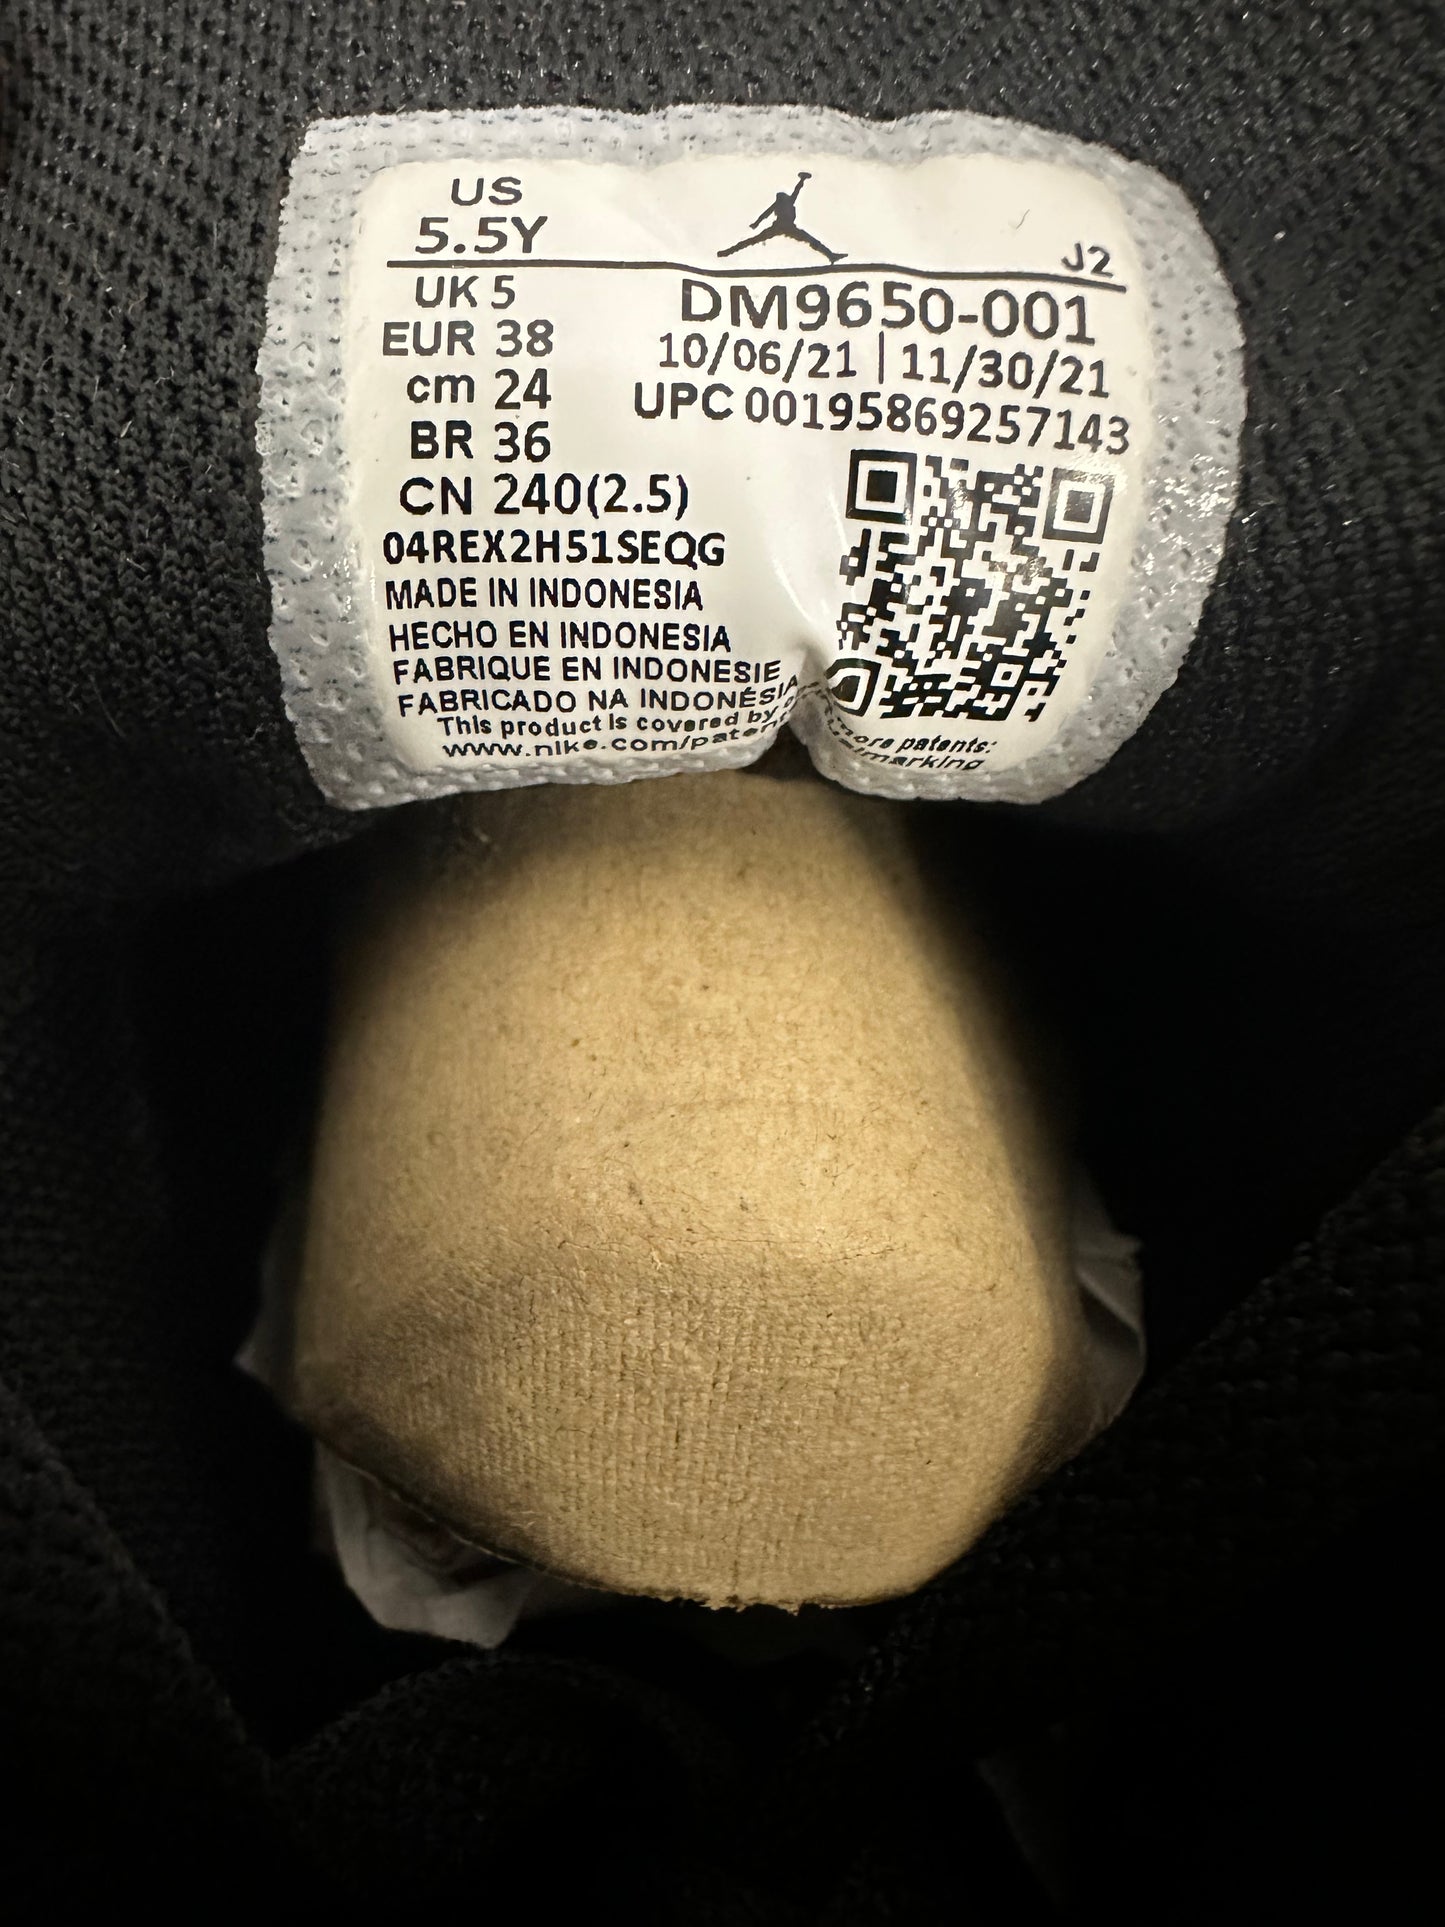 US
5.5Y
J2
UK 5
EUR 38
cm 24
BR 36
CN 240(2.5)
DM9650-001
10/06/21 | 11/30/21
UPC 00195869257143
04REX2H51SEQG
MADE IN INDONESIA
HECHO EN INDONESIA
FABRIQUE EN INDONESIE
FABRICADO NA INDONÉSIA
This product is covered by more patents:
www.nike.com/patent